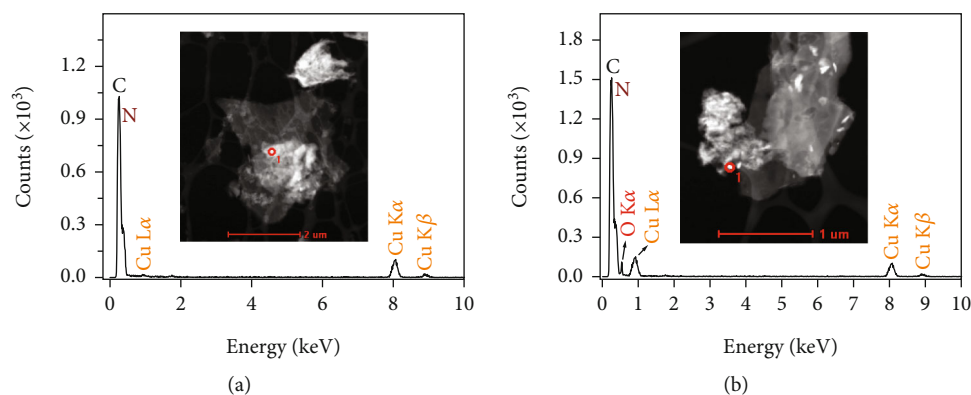 Counts (×10³)
1.2
0.9
0.6
0.3
0.0
C
N
Cu Lα
Cu Kα
Cu Kβ
1
2 um
0 2 4 6 8 10
Energy (keV)
(a)
Counts (×10³)
1.8
1.5
1.2
0.9
0.6
0.3
0.0
C
N
O Kα
Cu Lα
Cu Kα
Cu Kβ
1
1 um
0 1 2 3 4 5 6 7 8 9 10
Energy (keV)
(b)